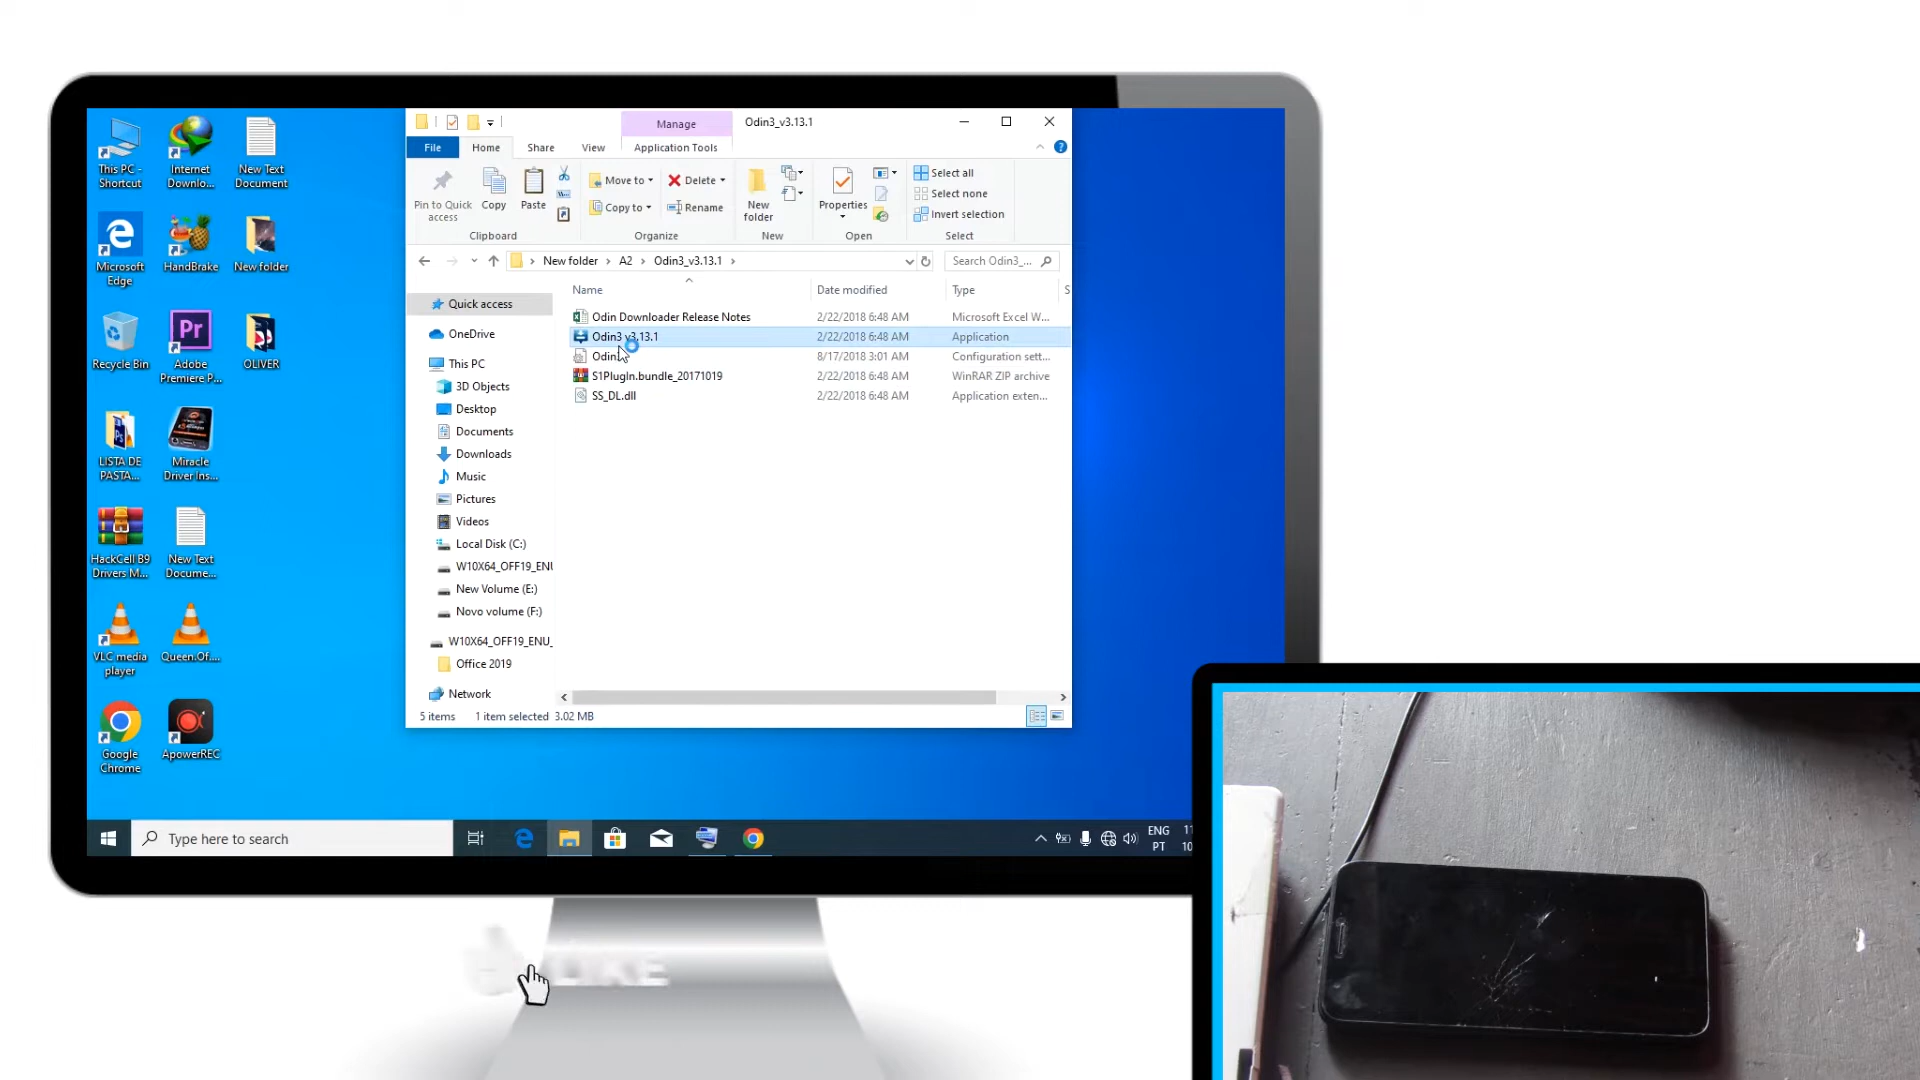 Manage
Odin3_v3.13.1
File
Home
Share
View
Application Tools
Pin to Quick access
Copy
Paste
Move to
Copy to
Delete
Rename
New folder
Properties
Select all
Select none
Invert selection
Clipboard
Organize
New
Open
Select
New folder
A2
Odin3_v3.13.1
Search Odin3_...
Name
Date modified
Type
S
Odin Downloader Release Notes
2/22/2018 6:48 AM
Microsoft Excel W...
Odin3 v3.13.1
2/22/2018 6:48 AM
Application
8/17/2018 3:01 AM
Configuration sett...
S1PlugIn.bundle_20171019
2/22/2018 6:48 AM
WinRAR ZIP archive
SS_DL.dll
2/22/2018 6:48 AM
Application exten...
Quick access
OneDrive
This PC
3D Objects
Desktop
Documents
Downloads
Music
Pictures
Videos
Local Disk (C:)
W10X64_OFF19_ENU
New Volume (E:)
Novo volume (F:)
W10X64_OFF19_ENU_
Office 2019
Network
5 items
1 item selected
3.02 MB
This PC - Shortcut
Internet Downlo...
New Text Document
Microsoft Edge
HandBrake
New folder
Recycle Bin
Adobe Premiere P...
OLIVER
LISTA DE PASTA...
Miracle Driver Ins...
HackCell B9 Drivers M...
New Text Docume...
VLC media player
Queen.Of....
Google Chrome
ApowerREC
Type here to search
ENG
PT
11
10